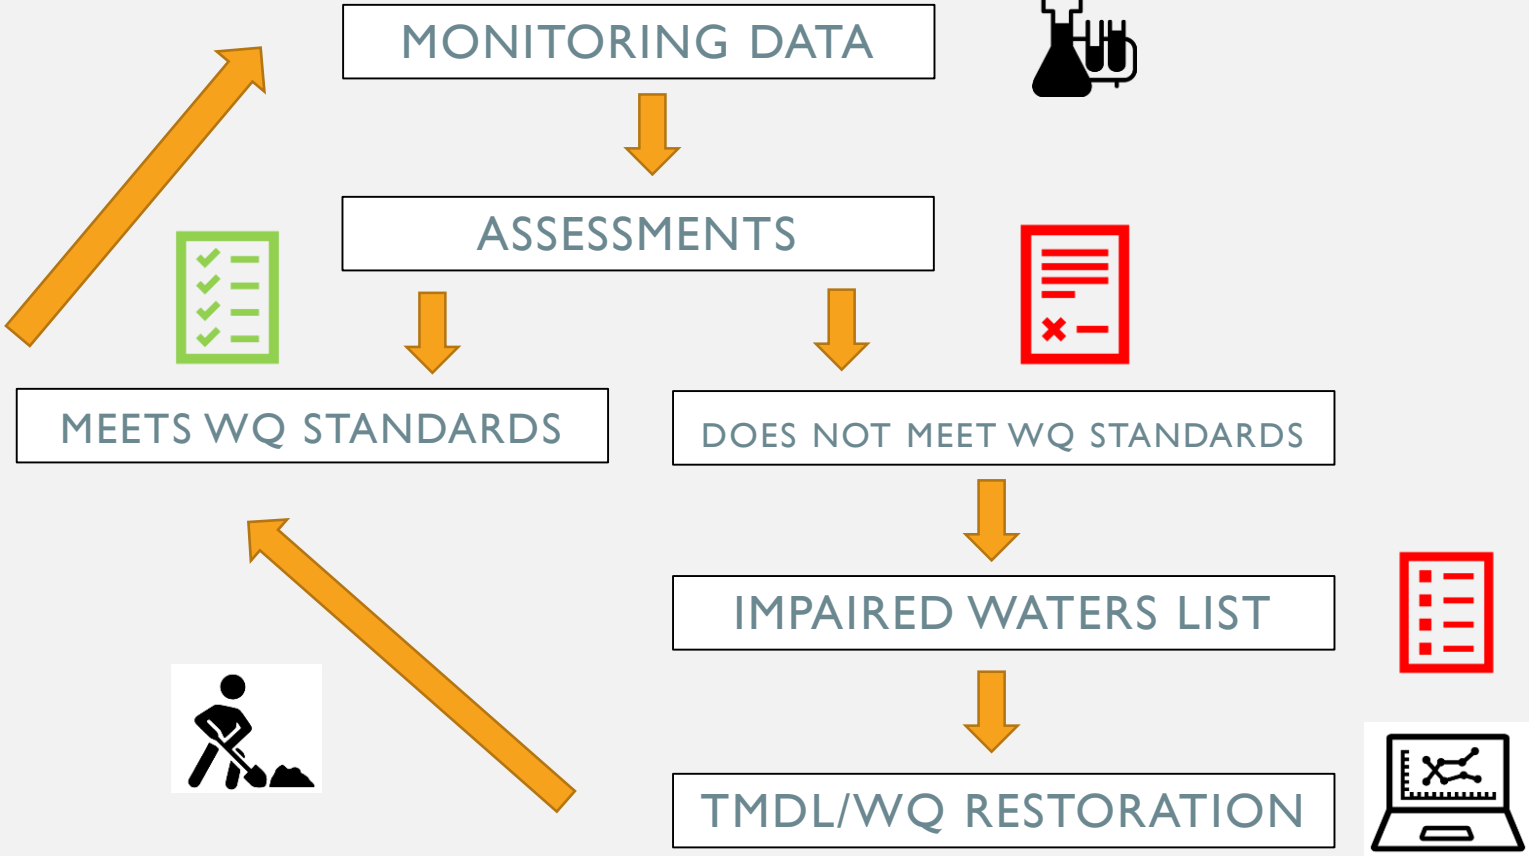 MONITORING DATA
ASSESSMENTS
MEETS WQ STANDARDS
DOES NOT MEET WQ STANDARDS
IMPAIRED WATERS LIST
TMDL/WQ RESTORATION